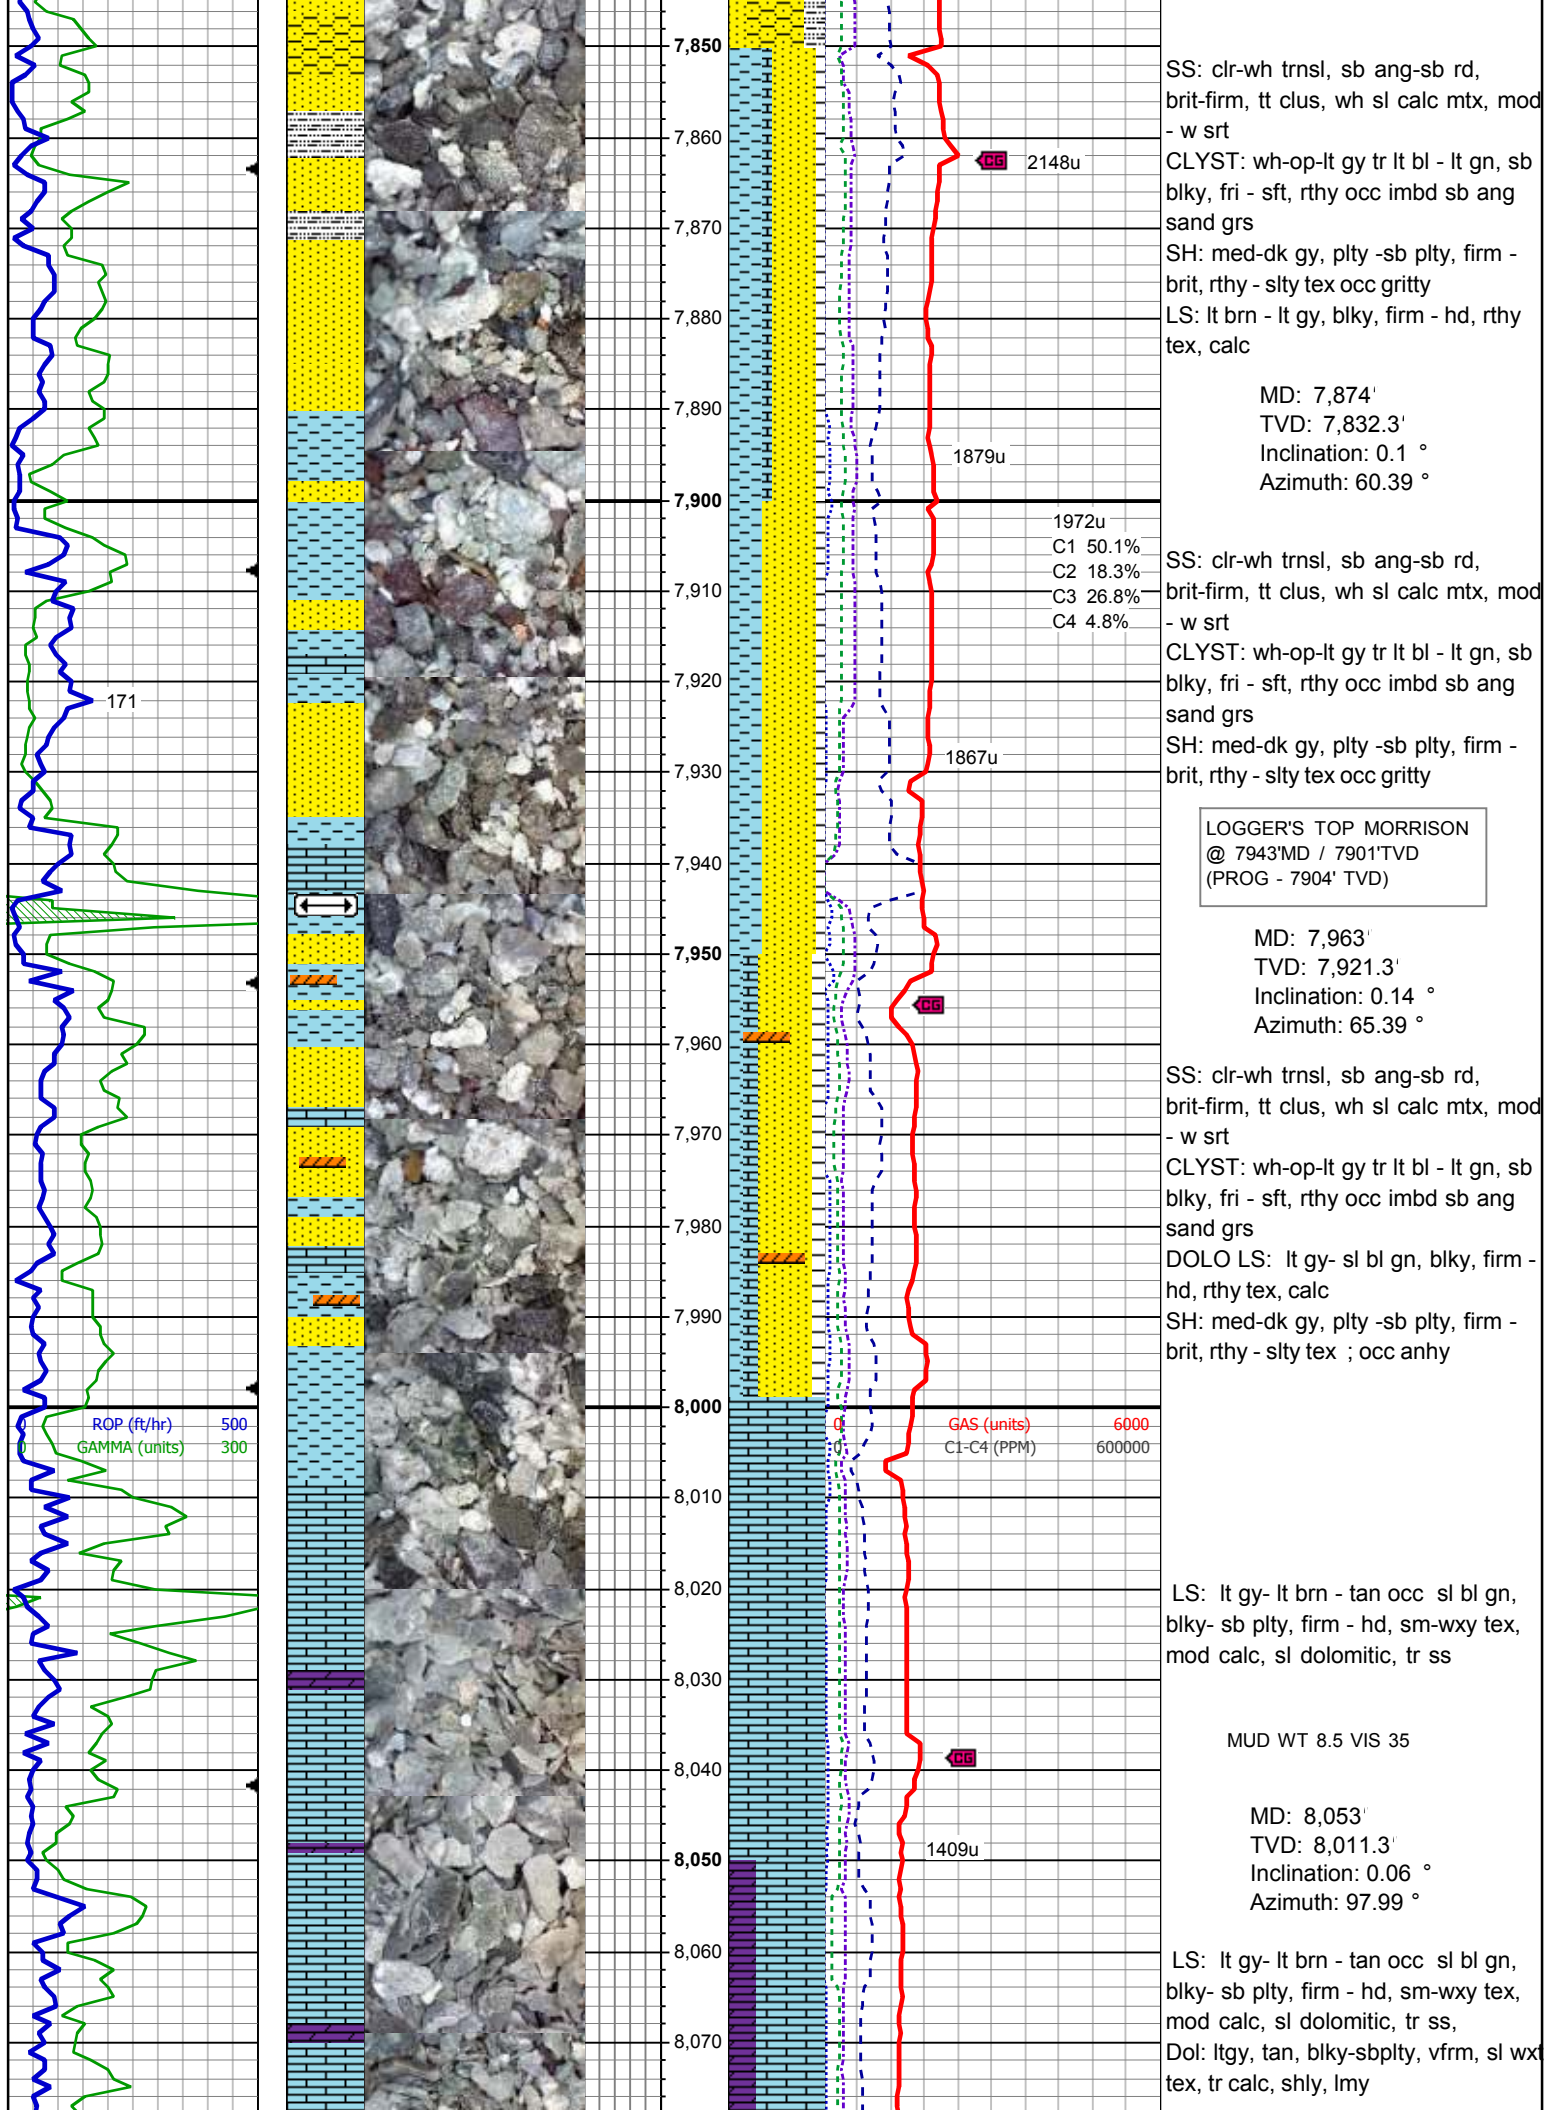 7,850
7,860
7,870
7,880
7,890
7,900
7,910
7,920
7,930
7,940
7,950
7,960
7,970
7,980
7,990
8,000
8,010
8,020
8,030
8,040
8,050
8,060
8,070
171
0 ROP (ft/hr) 500
0 GAMMA (units) 300
CG 2148u
1879u
1972u
C1 50.1%
C2 18.3%
C3 26.8%
C4 4.8%
1867u
CG
0 GAS (units) 6000
0 C1-C4 (PPM) 600000
CG
1409u
SS: clr-wh trnsl, sb ang-sb rd,
brit-firm, tt clus, wh sl calc mtx, mod
- w srt
CLYST: wh-op-lt gy tr lt bl - lt gn, sb
blky, fri - sft, rthy occ imbd sb ang
sand grs
SH: med-dk gy, plty -sb plty, firm -
brit, rthy - slty tex occ gritty
LS: lt brn - lt gy, blky, firm - hd, rthy
tex, calc
MD: 7,874'
TVD: 7,832.3'
Inclination: 0.1 °
Azimuth: 60.39 °
SS: clr-wh trnsl, sb ang-sb rd,
brit-firm, tt clus, wh sl calc mtx, mod
- w srt
CLYST: wh-op-lt gy tr lt bl - lt gn, sb
blky, fri - sft, rthy occ imbd sb ang
sand grs
SH: med-dk gy, plty -sb plty, firm -
brit, rthy - slty tex occ gritty
LOGGER'S TOP MORRISON
@ 7943'MD / 7901'TVD
(PROG - 7904' TVD)
MD: 7,963'
TVD: 7,921.3'
Inclination: 0.14 °
Azimuth: 65.39 °
SS: clr-wh trnsl, sb ang-sb rd,
brit-firm, tt clus, wh sl calc mtx, mod
- w srt
CLYST: wh-op-lt gy tr lt bl - lt gn, sb
blky, fri - sft, rthy occ imbd sb ang
sand grs
DOLO LS: lt gy- sl bl gn, blky, firm -
hd, rthy tex, calc
SH: med-dk gy, plty -sb plty, firm -
brit, rthy - slty tex ; occ anhy
LS: lt gy- lt brn - tan occ sl bl gn,
blky- sb plty, firm - hd, sm-wxy tex,
mod calc, sl dolomitic, tr ss
MUD WT 8.5 VIS 35
MD: 8,053'
TVD: 8,011.3'
Inclination: 0.06 °
Azimuth: 97.99 °
LS: lt gy- lt brn - tan occ sl bl gn,
blky- sb plty, firm - hd, sm-wxy tex,
mod calc, sl dolomitic, tr ss,
Dol: ltgy, tan, blky-sbplty, vfrm, sl wxt
tex, tr calc, shly, lmy